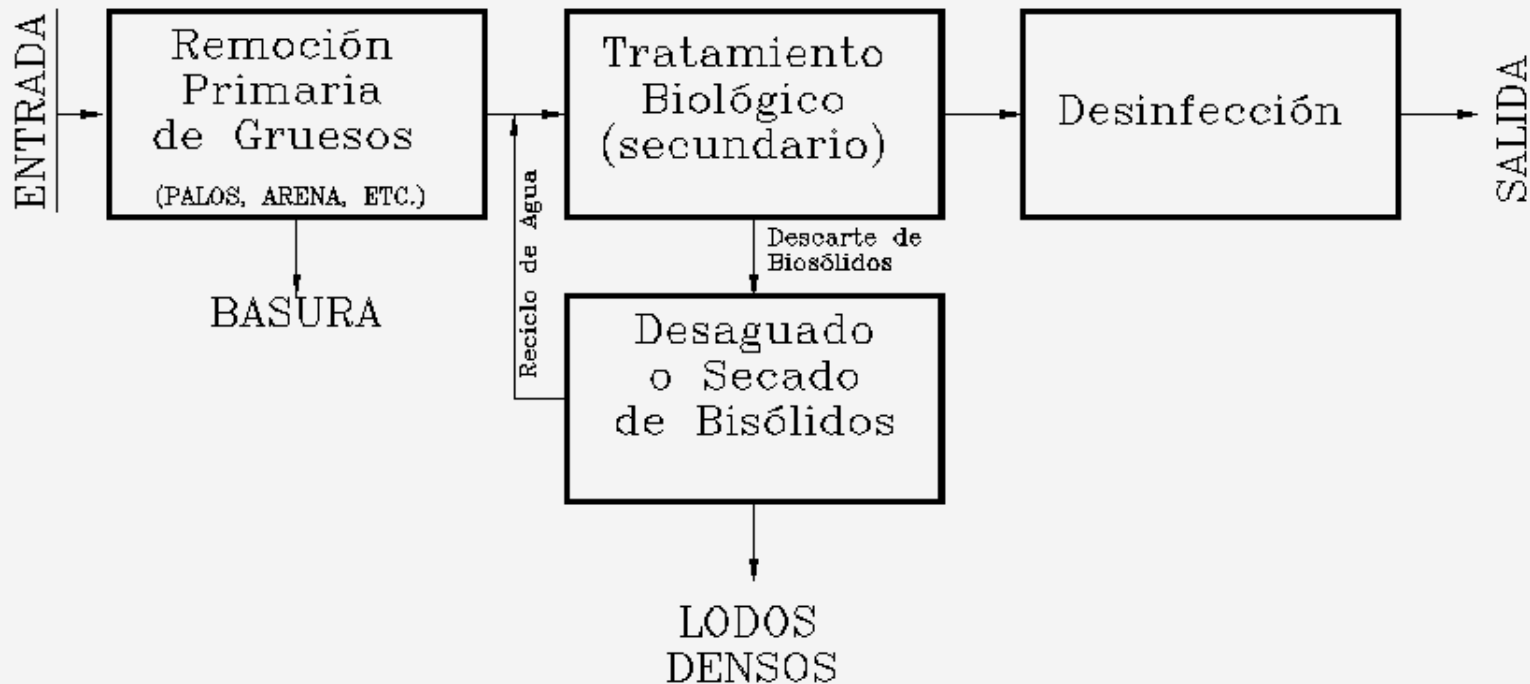 ENTRADA
Remoción
Primaria
de Gruesos
(PALOS, ARENA, ETC.)
BASURA
Reciclo de Agua
Tratamiento
Biológico
(secundario)
Descarte de
Biosólidos
Desaguado
o Secado
de Bisólidos
LODOS
DENSOS
Desinfección
SALIDA